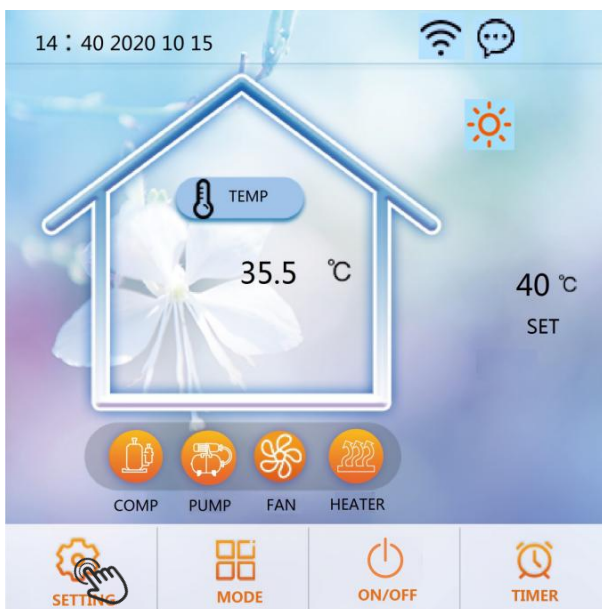 14：40 2020 10 15
TEMP
35.5 ℃
40 ℃
SET
COMP PUMP FAN HEATER
SETTING MODE ON/OFF TIMER